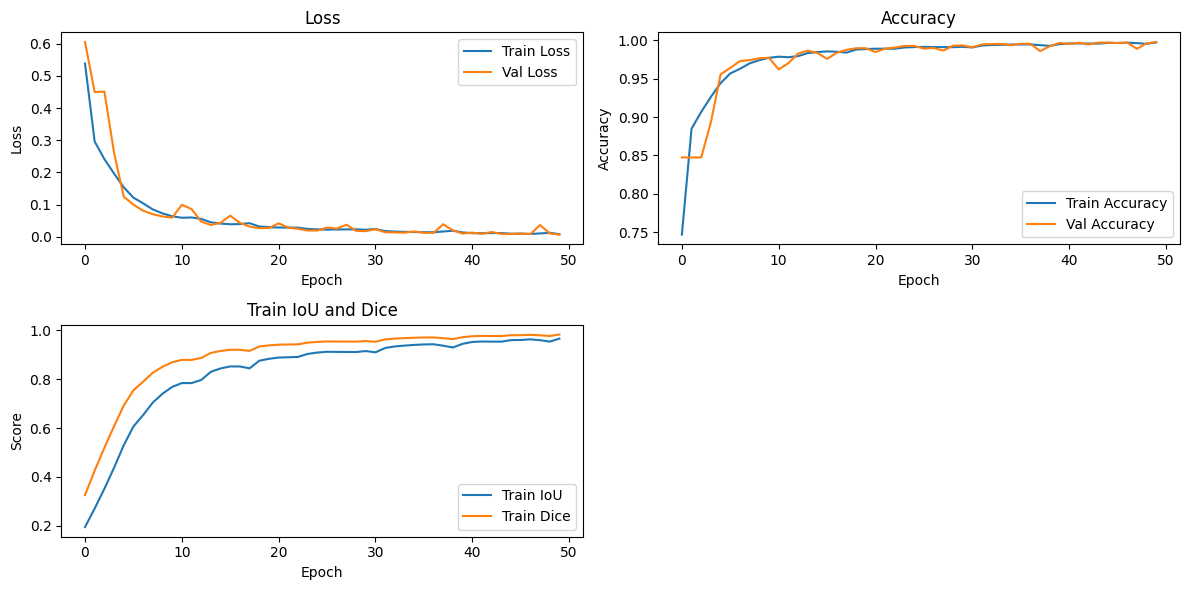 Loss
0.6
0.5
0.4
0.3
0.2
0.1
0.0
Loss
Train Loss
Val Loss
0 10 20 30 40 50
Epoch
Accuracy
1.00
0.95
0.90
0.85
0.80
0.75
Accuracy
Train Accuracy
Val Accuracy
0 10 20 30 40 50
Epoch
Train IoU and Dice
1.0
0.8
0.6
0.4
0.2
Score
Train IoU
Train Dice
0 10 20 30 40 50
Epoch